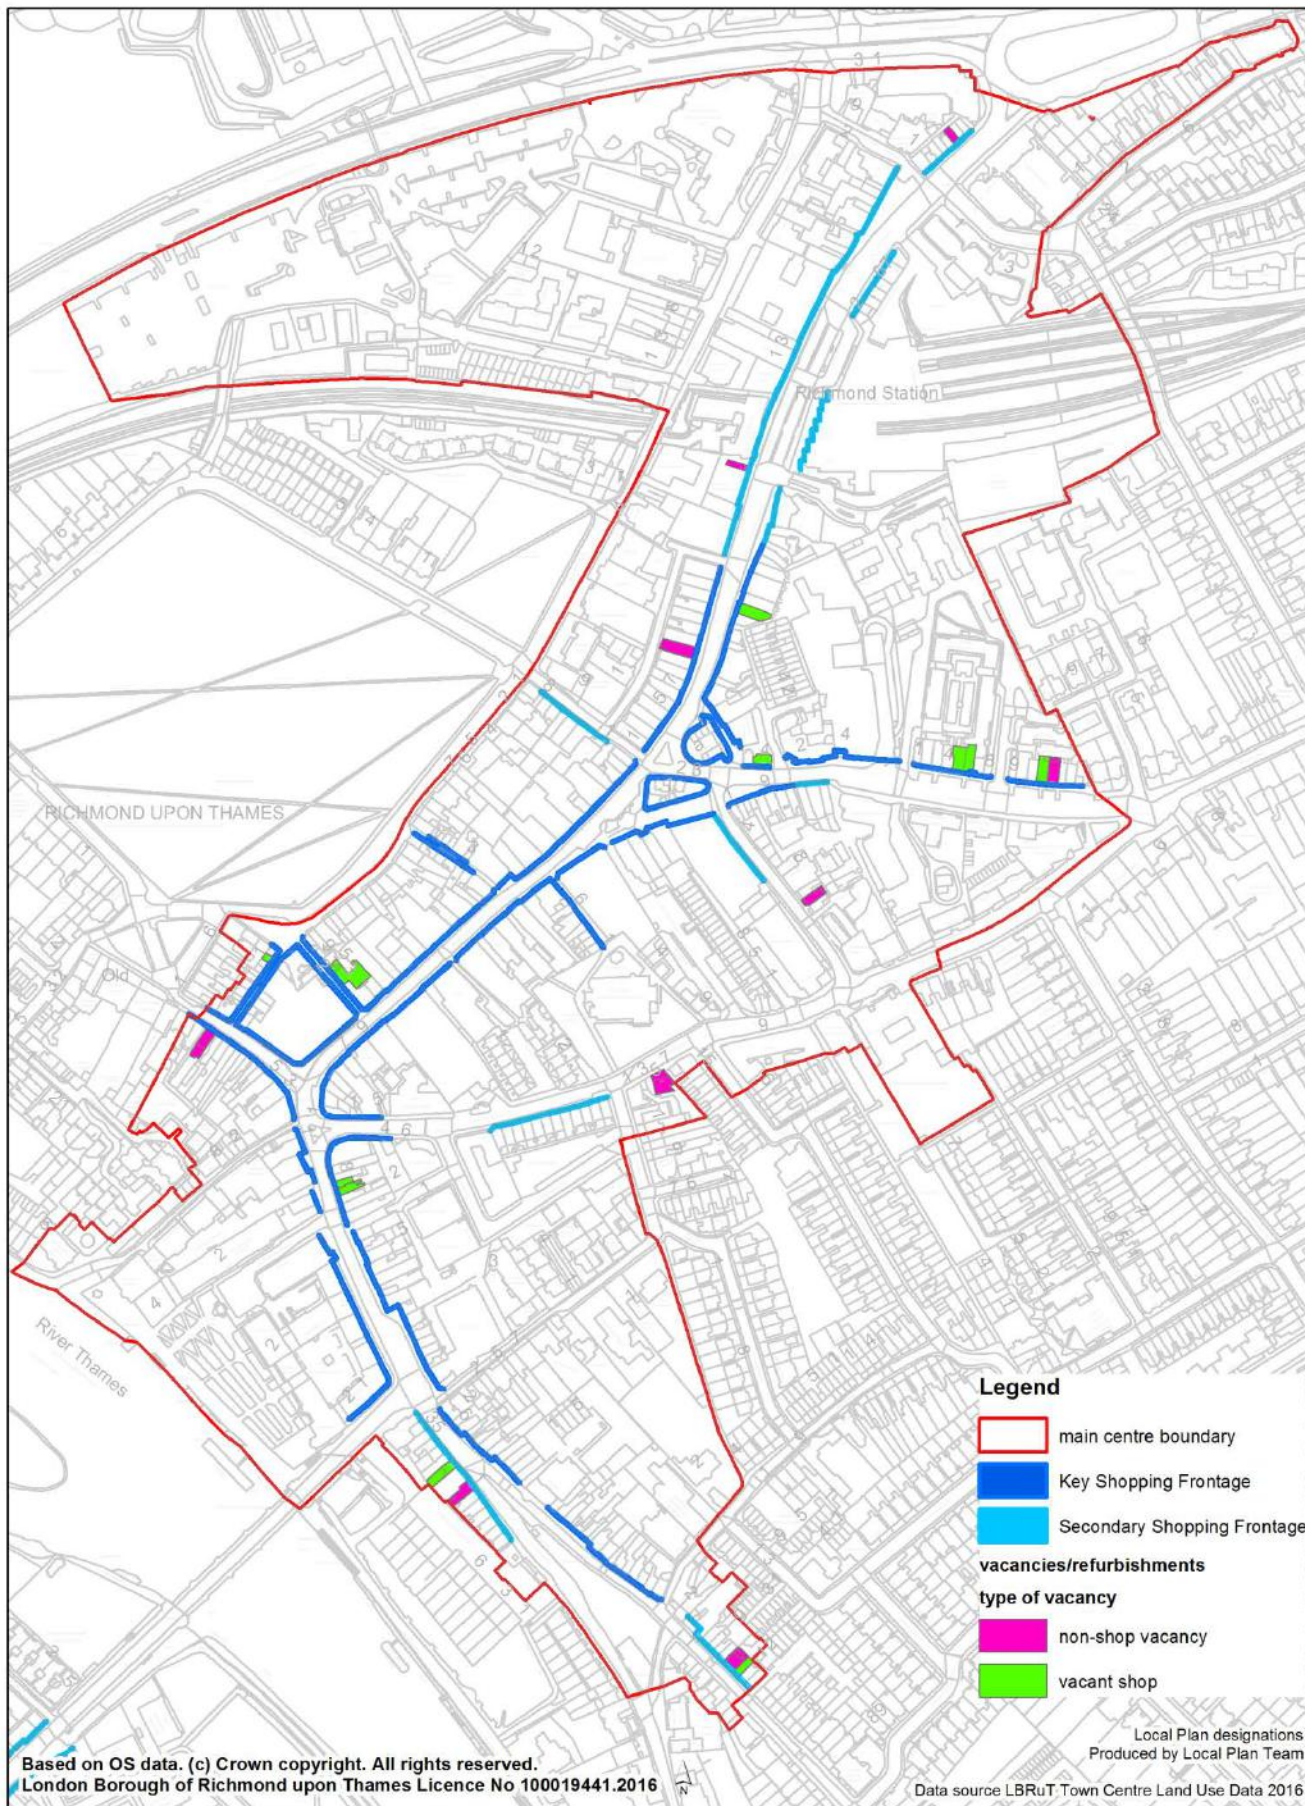 Richmond Station
RICHMOND UPON THAMES
Old
River Thames
Legend
main centre boundary
Key Shopping Frontage
Secondary Shopping Frontage
vacancies/refurbishments
type of vacancy
non-shop vacancy
vacant shop
Local Plan designations
Produced by Local Plan Team
Based on OS data. (c) Crown copyright. All rights reserved.
London Borough of Richmond upon Thames Licence No 100019441.2016
Data source LBRuT Town Centre Land Use Data 2016